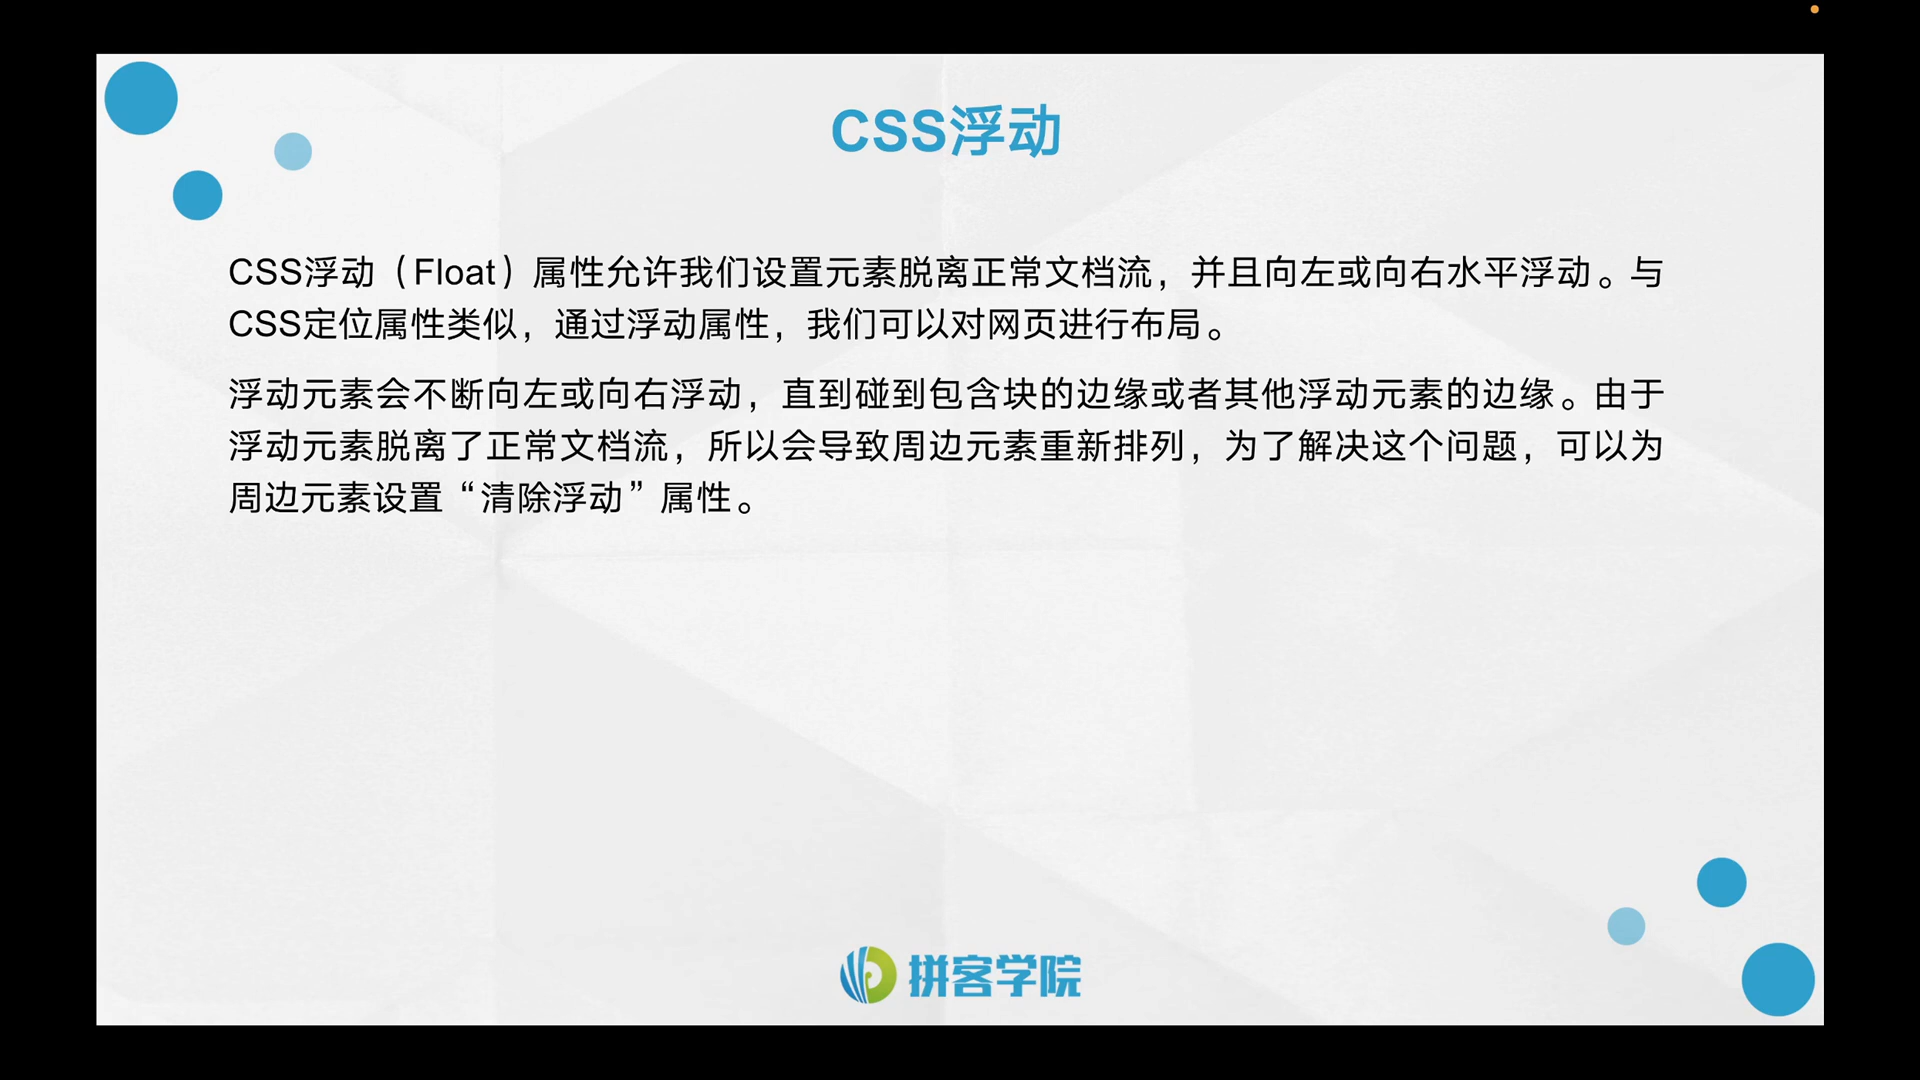 CSS浮动
CSS浮动（Float）属性允许我们设置元素脱离正常文档流，并且向左或向右水平浮动。与
CSS定位属性类似，通过浮动属性，我们可以对网页进行布局。
浮动元素会不断向左或向右浮动，直到碰到包含块的边缘或者其他浮动元素的边缘。由于
浮动元素脱离了正常文档流，所以会导致周边元素重新排列，为了解决这个问题，可以为
周边元素设置“清除浮动”属性。
拼客学院